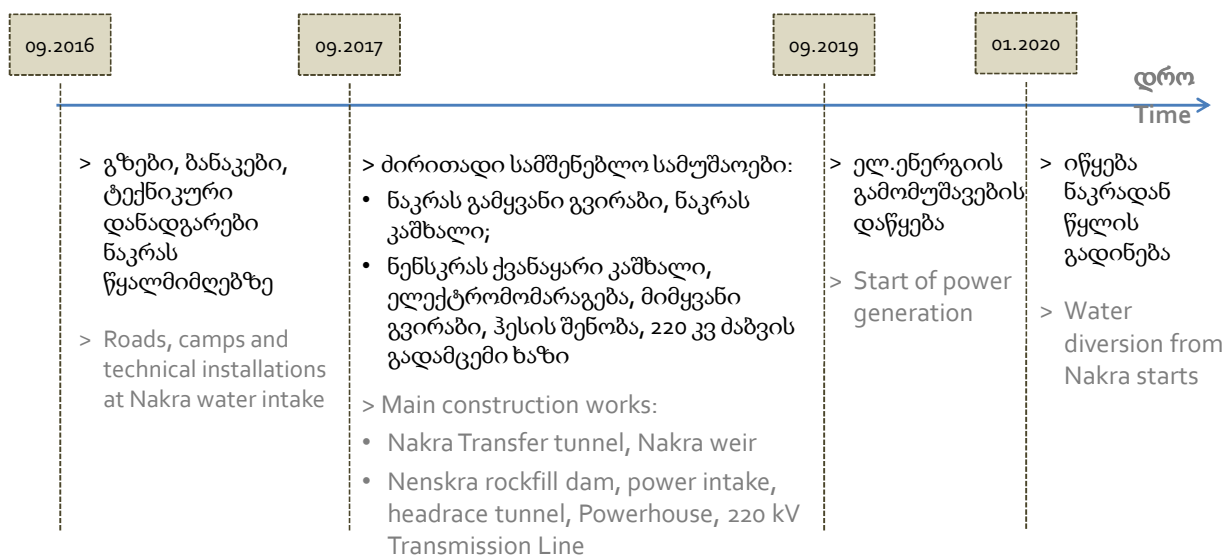 09.2016
09.2017
09.2019
01.2020
დრო
Time
> გზები, ბანაკები,
ტექნიკური
დანადგარები
ნაკრას
წყალმიმღებზე
> Roads, camps and
technical installations
at Nakra water intake
> ძირითადი სამშენებლო სამუშაოები:
• ნაკრას გამყვანი გვირაბი, ნაკრას
კაშხალი;
• ნენსკრას ქვანაყარი კაშხალი,
ელექტრომომარაგება, მიმყვანი
გვირაბი, ჰესის შენობა, 220 კვ ძაბვის
გადამცემი ხაზი
> Main construction works:
• Nakra Transfer tunnel, Nakra weir
• Nenskra rockfill dam, power intake,
headrace tunnel, Powerhouse, 220 kV
Transmission Line
> ელ.ენერგიის
გამომუშავების
დაწყება
> Start of power
generation
> იწყება
ნაკრადან
წყლის
გადინება
> Water
diversion from
Nakra starts